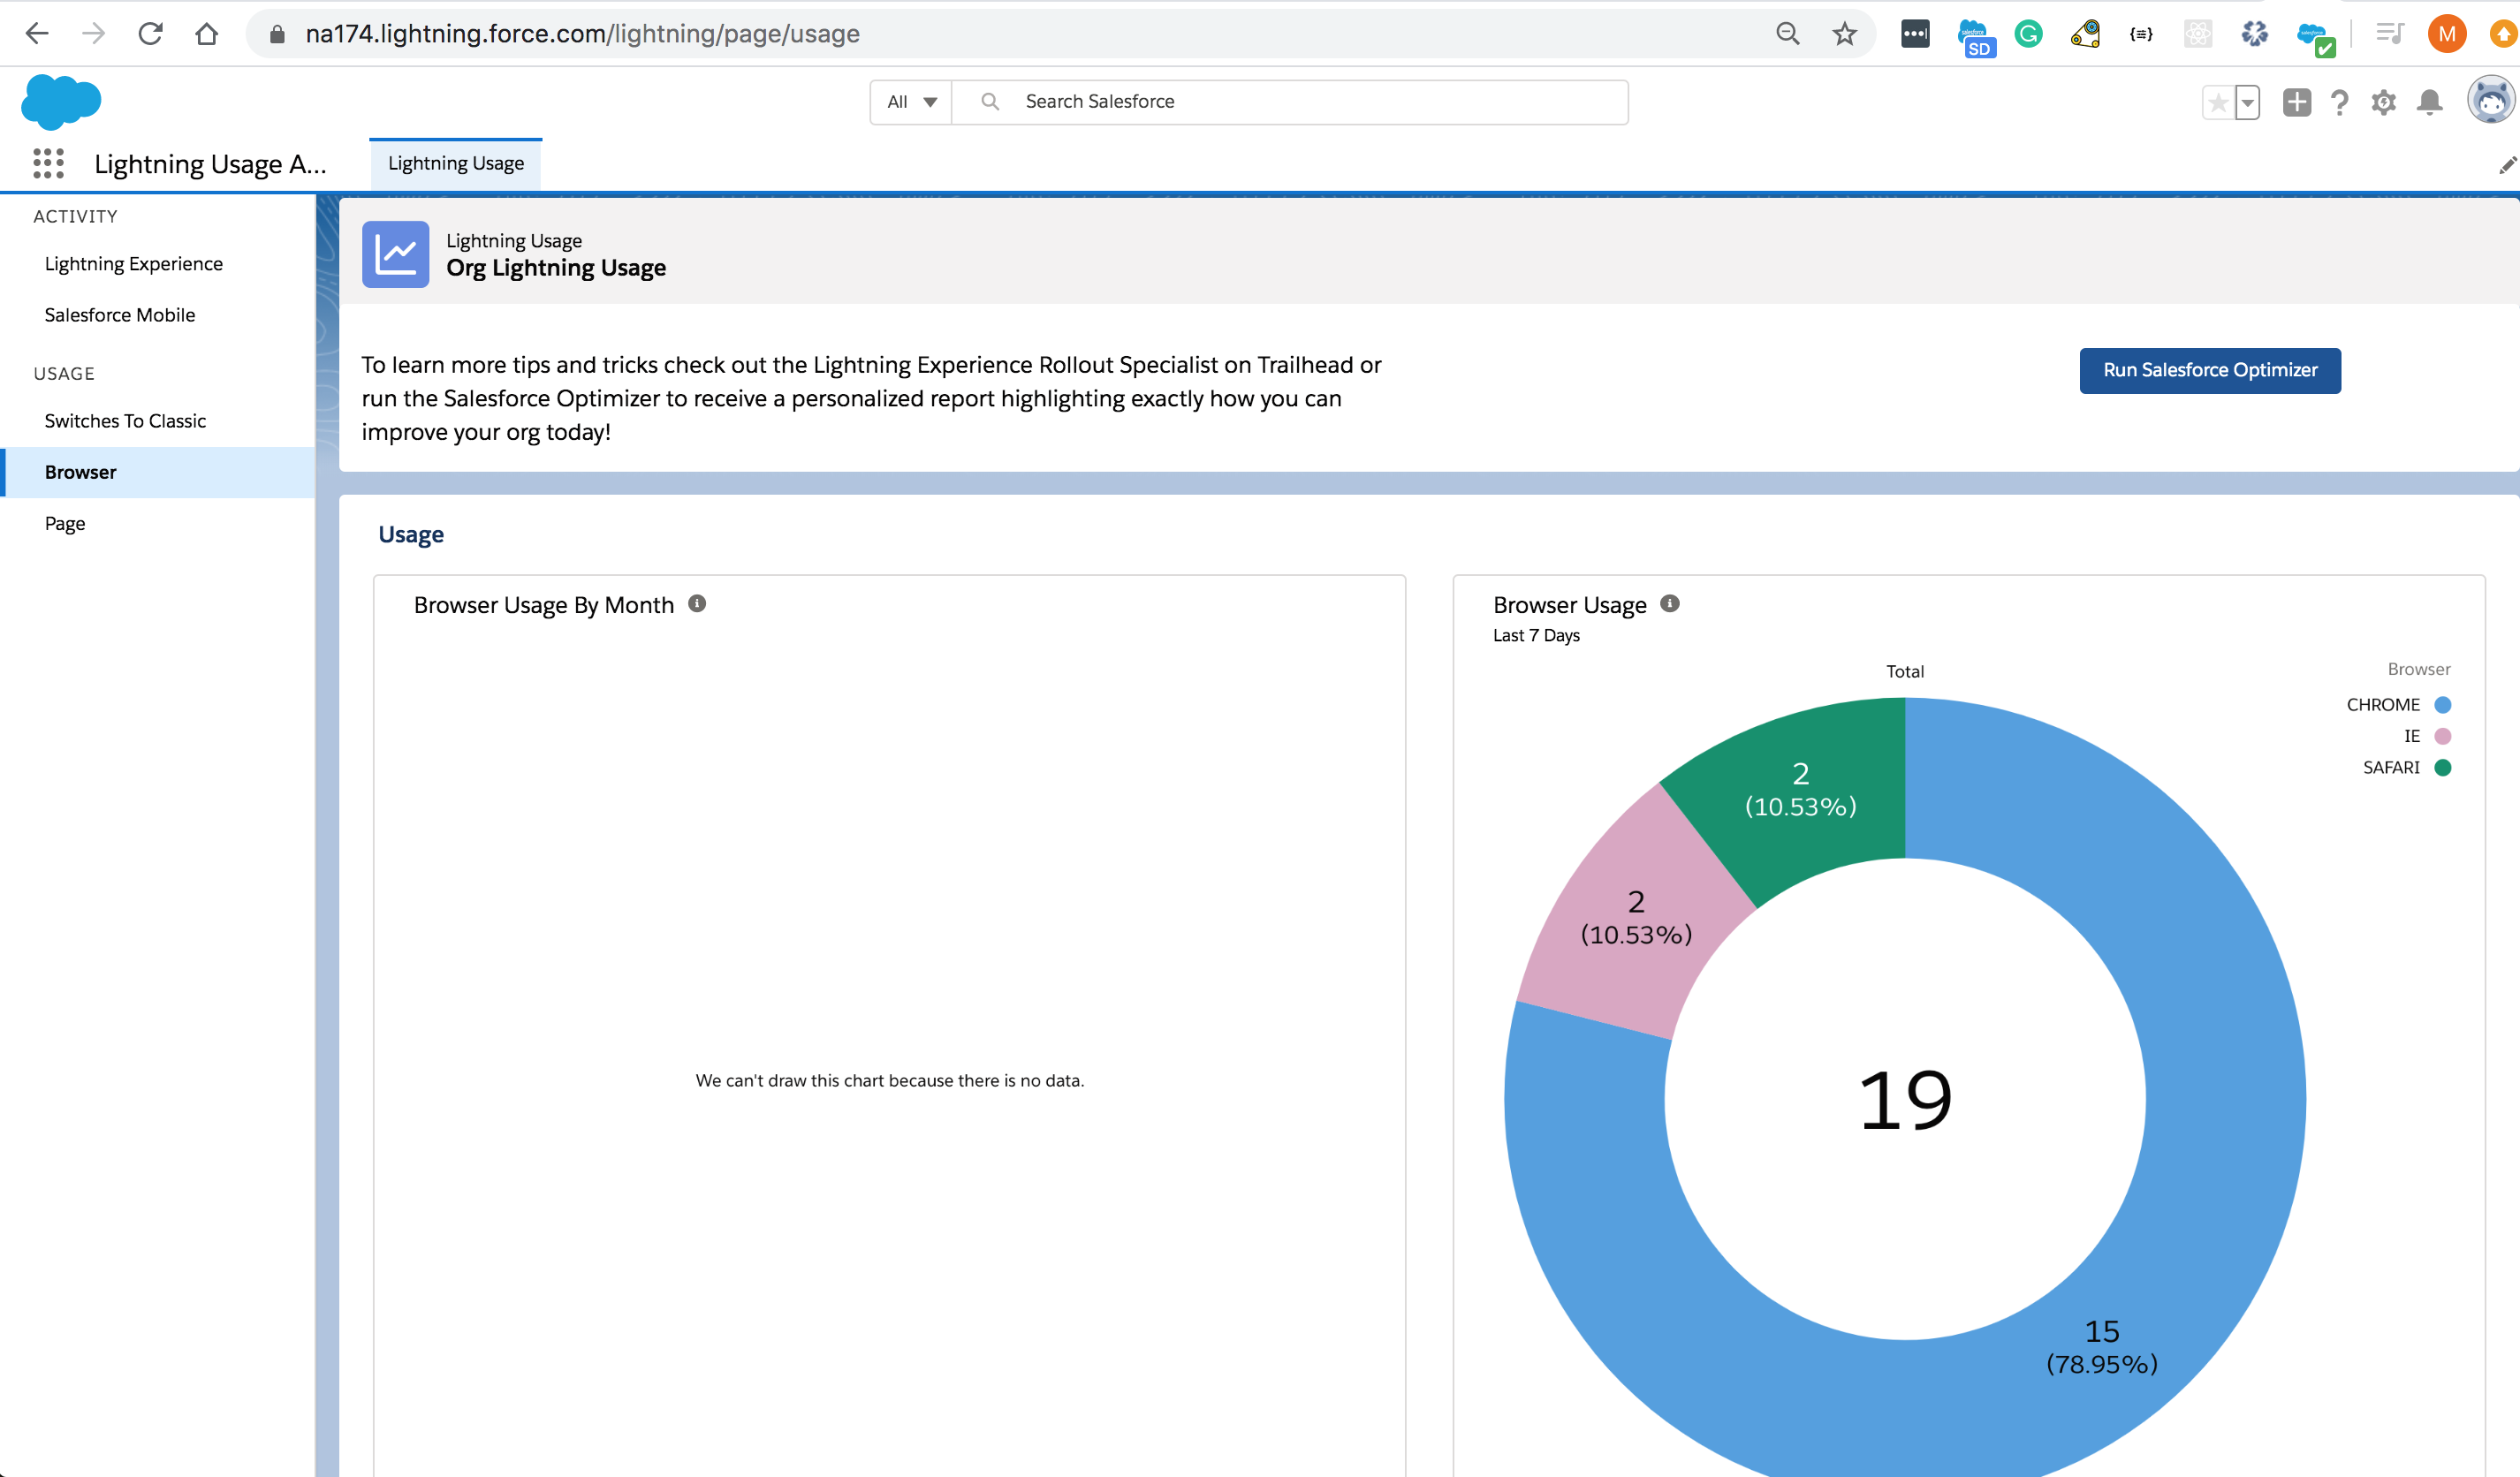 na174.lightning.force.com/lightning/page/usage
SD
M
All
Search Salesforce
Lightning Usage A...
Lightning Usage
ACTIVITY
Lightning Experience
Salesforce Mobile
USAGE
Switches To Classic
Browser
Page
Lightning Usage
Org Lightning Usage
To learn more tips and tricks check out the Lightning Experience Rollout Specialist on Trailhead or
run the Salesforce Optimizer to receive a personalized report highlighting exactly how you can
improve your org today!
Run Salesforce Optimizer
Usage
Browser Usage By Month
We can't draw this chart because there is no data.
Browser Usage
Last 7 Days
Total
Browser
CHROME
IE
SAFARI
2
(10.53%)
2
(10.53%)
19
15
(78.95%)